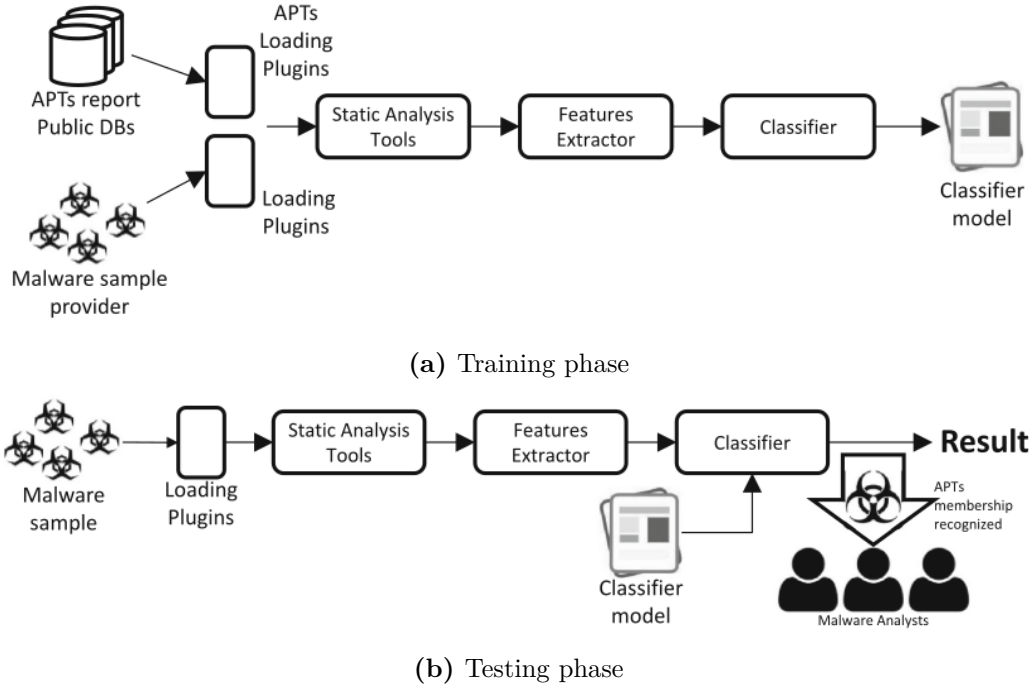 APTs
Loading
Plugins
APTs report
Public DBs
Static Analysis
Tools
Features
Extractor
Classifier
Classifier
model
Loading
Plugins
Malware sample
provider
(a) Training phase
Malware
sample
Loading
Plugins
Static Analysis
Tools
Features
Extractor
Classifier
Result
APTs
membership
recognized
Classifier
model
Malware Analysts
(b) Testing phase